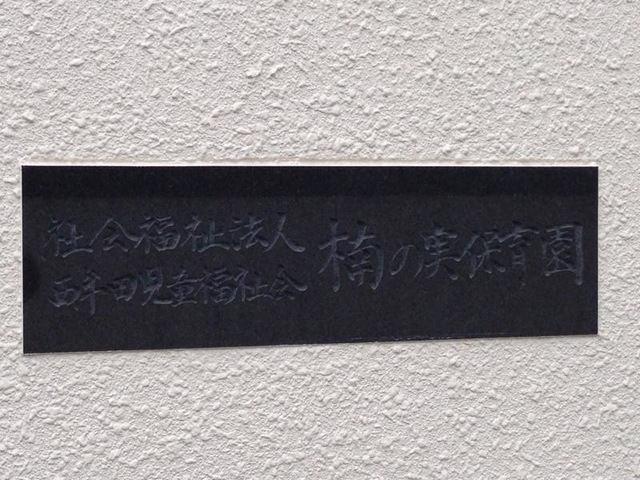 社会福祉法人
西牟田児童福祉会
楠の実保育園